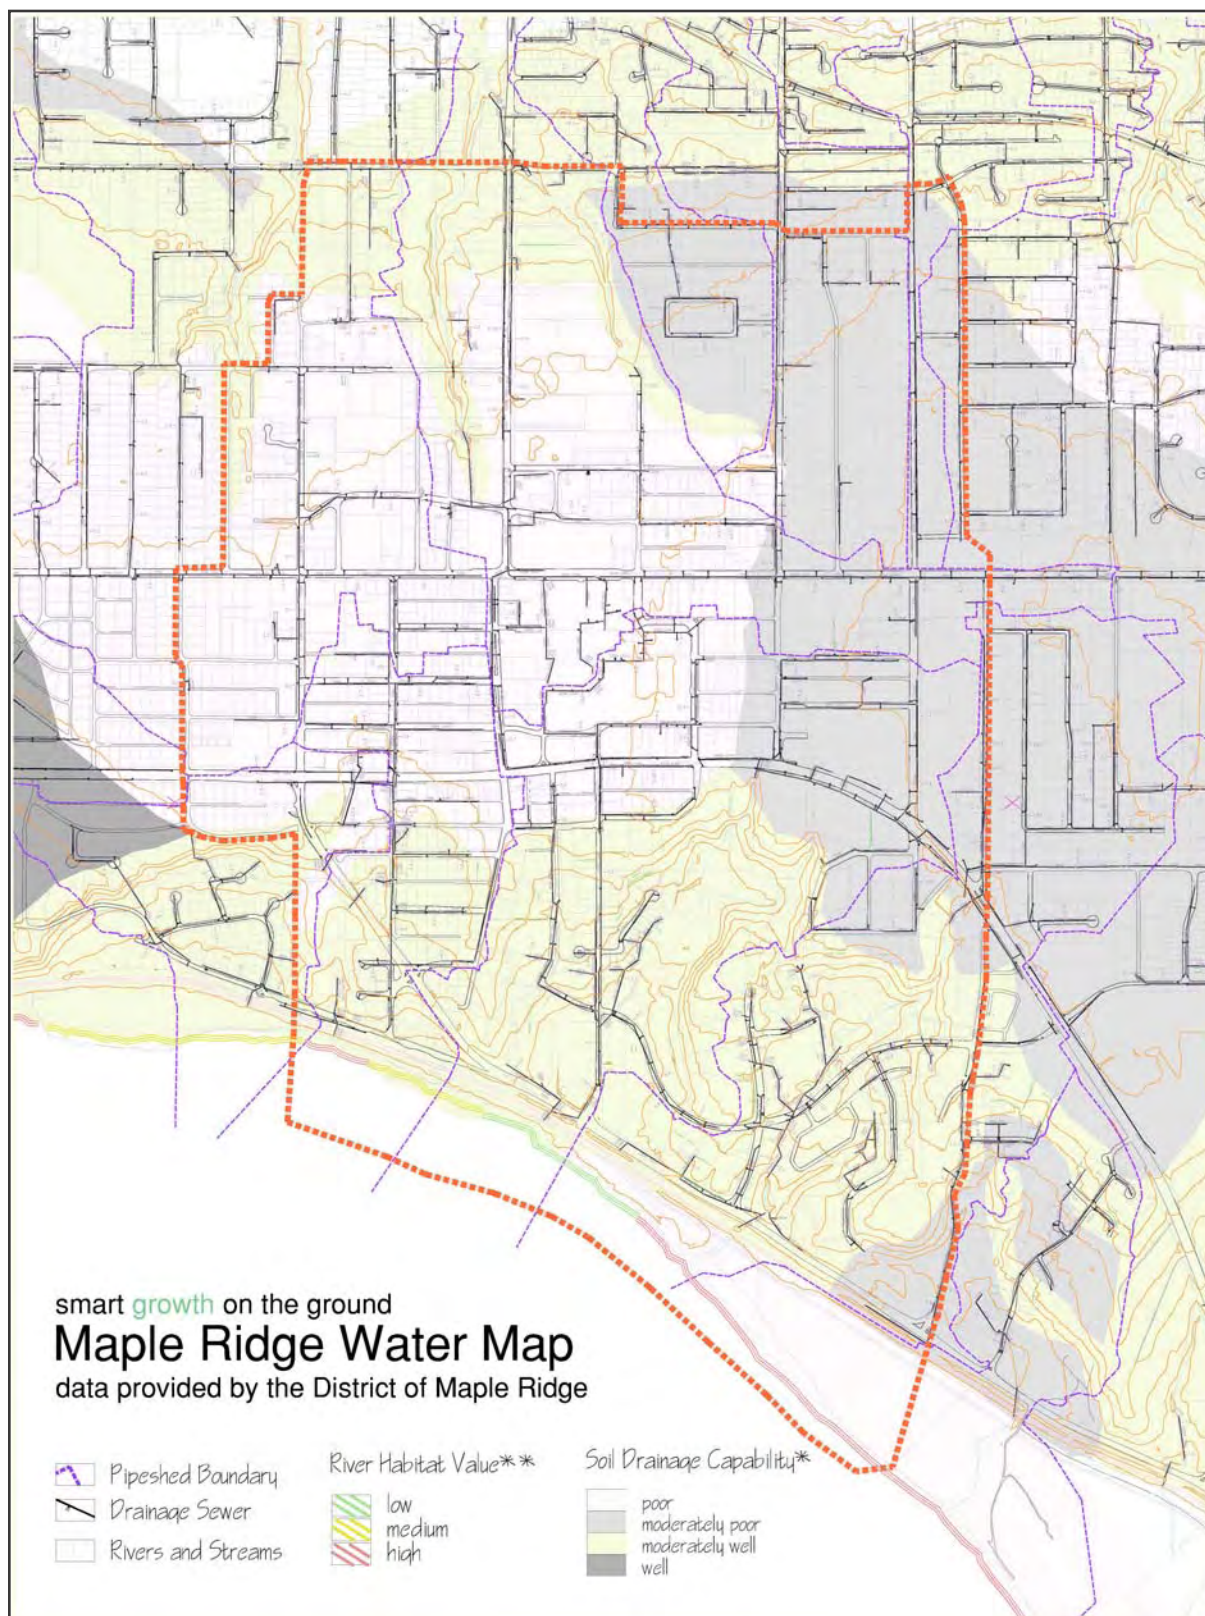 smart growth on the ground
Maple Ridge Water Map
data provided by the District of Maple Ridge
Pipeshed Boundary
Drainage Sewer
Rivers and Streams
River Habitat Value**
low
medium
high
Soil Drainage Capability*
poor
moderately poor
moderately well
well